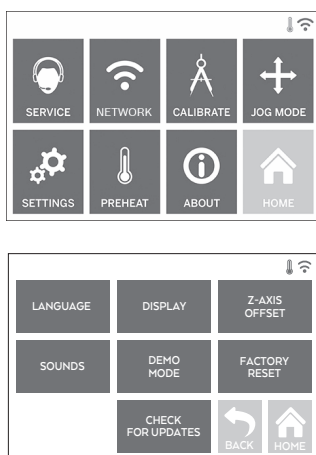 SERVICE NETWORK CALIBRATE JOG MODE
SETTINGS PREHEAT ABOUT HOME
LANGUAGE DISPLAY Z-AXIS
OFFSET
SOUNDS DEMO
MODE FACTORY
RESET
CHECK
FOR UPDATES BACK HOME